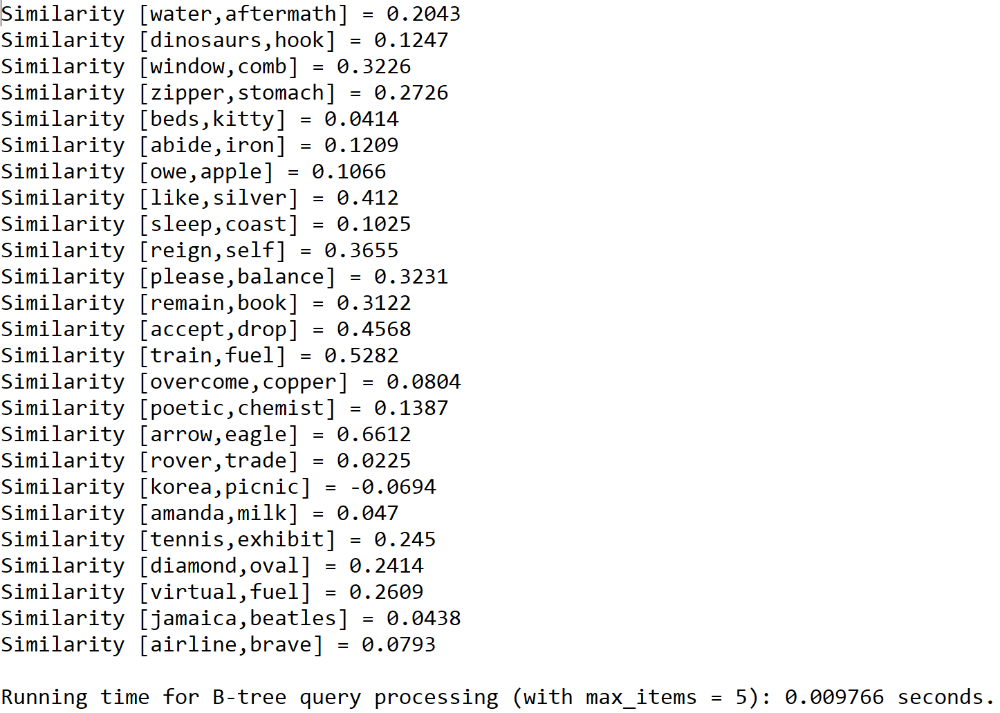 Similarity [water,aftermath] = 0.2043
Similarity [dinosaurs,hook] = 0.1247
Similarity [window,comb] = 0.3226
Similarity [zipper,stomach] = 0.2726
Similarity [beds,kitty] = 0.0414
Similarity [abide,iron] = 0.1209
Similarity [owe,apple] = 0.1066
Similarity [like,silver] = 0.412
Similarity [sleep,coast] = 0.1025
Similarity [reign,self] = 0.3655
Similarity [please,balance] = 0.3231
Similarity [remain,book] = 0.3122
Similarity [accept,drop] = 0.4568
Similarity [train,fuel] = 0.5282
Similarity [overcome,copper] = 0.0804
Similarity [poetic,chemist] = 0.1387
Similarity [arrow,eagle] = 0.6612
Similarity [rover,trade] = 0.0225
Similarity [korea,picnic] = -0.0694
Similarity [amanda,milk] = 0.047
Similarity [tennis,exhibit] = 0.245
Similarity [diamond,oval] = 0.2414
Similarity [virtual,fuel] = 0.2609
Similarity [jamaica,beatles] = 0.0438
Similarity [airline,brave] = 0.0793
Running time for B-tree query processing (with max_items = 5): 0.009766 seconds.